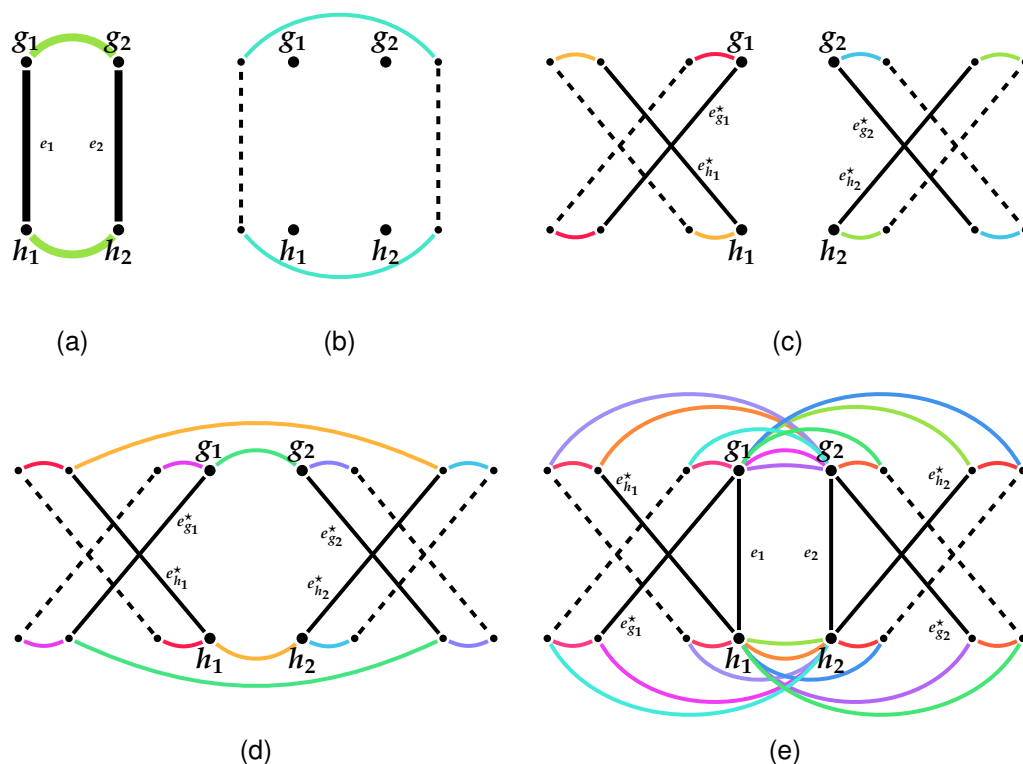 g₁ g₂
e₁ e₂
h₁ h₂
(a)
g₁ g₂
h₁ h₂
(b)
g₁ g₂
e*g₁ e*g₂
e*h₁ e*h₂
h₁ h₂
(c)
g₁ g₂
e*g₁ e*g₂
e*h₁ e*h₂
h₁ h₂
(d)
g₁ g₂
e*h₁ e*h₂
e₁ e₂
e*g₁ e*g₂
h₁ h₂
(e)